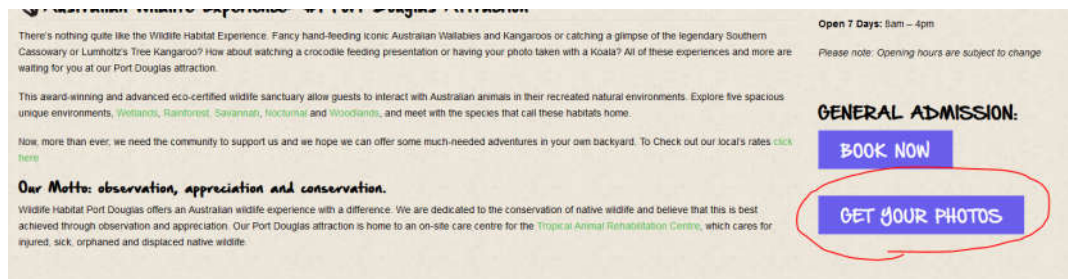 Australian Wildlife Experience - #1 Port Douglas Attraction
There's nothing quite like the Wildlife Habitat Experience. Fancy hand-feeding iconic Australian Wallabies and Kangaroos or catching a glimpse of the legendary Southern
Cassowary or Lumholtz's Tree Kangaroo? How about watching a crocodile feeding presentation or having your photo taken with a Koala? All of these experiences and more are
waiting for you at our Port Douglas attraction.
This award-winning and advanced eco-certified wildlife sanctuary allow guests to interact with Australian animals in their recreated natural environments. Explore five spacious
unique environments, Wetlands, Rainforest, Savannah, Nocturnal and Woodlands, and meet with the species that call these habitats home.
Now, more than ever, we need the community to support us and we hope we can offer some much-needed adventures in your own backyard. To Check out our local's rates click
here
Our Motto: observation, appreciation and conservation.
Wildlife Habitat Port Douglas offers an Australian wildlife experience with a difference. We are dedicated to the conservation of native wildlife and believe that this is best
achieved through observation and appreciation. Our Port Douglas attraction is home to an on-site care centre for the Tropical Animal Rehabilitation Centre, which cares for
injured, sick, orphaned and displaced native wildlife.
Open 7 Days: 8am – 4pm
Please note: Opening hours are subject to change
GENERAL ADMISSION:
BOOK NOW
GET YOUR PHOTOS